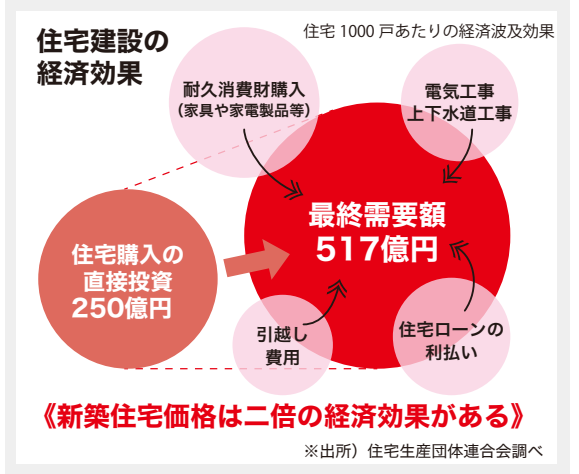 住宅建設の
経済効果
住宅1000戸あたりの経済波及効果
耐久消費財購入
（家具や家電製品等）
電気工事
上下水道工事
最終需要額
517億円
住宅購入の
直接投資
250億円
引越し
費用
住宅ローンの
利払い
《新築住宅価格は二倍の経済効果がある》
※出所）住宅生産団体連合会調べ